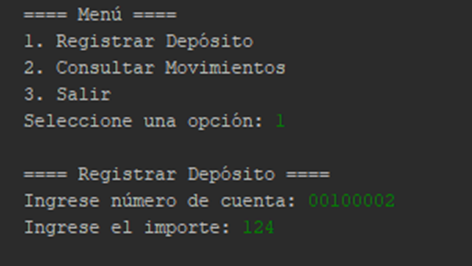 ==== Menú ====
1. Registrar Depósito
2. Consultar Movimientos
3. Salir
Seleccione una opción: 1
==== Registrar Depósito ====
Ingrese número de cuenta: 00100002
Ingrese el importe: 124